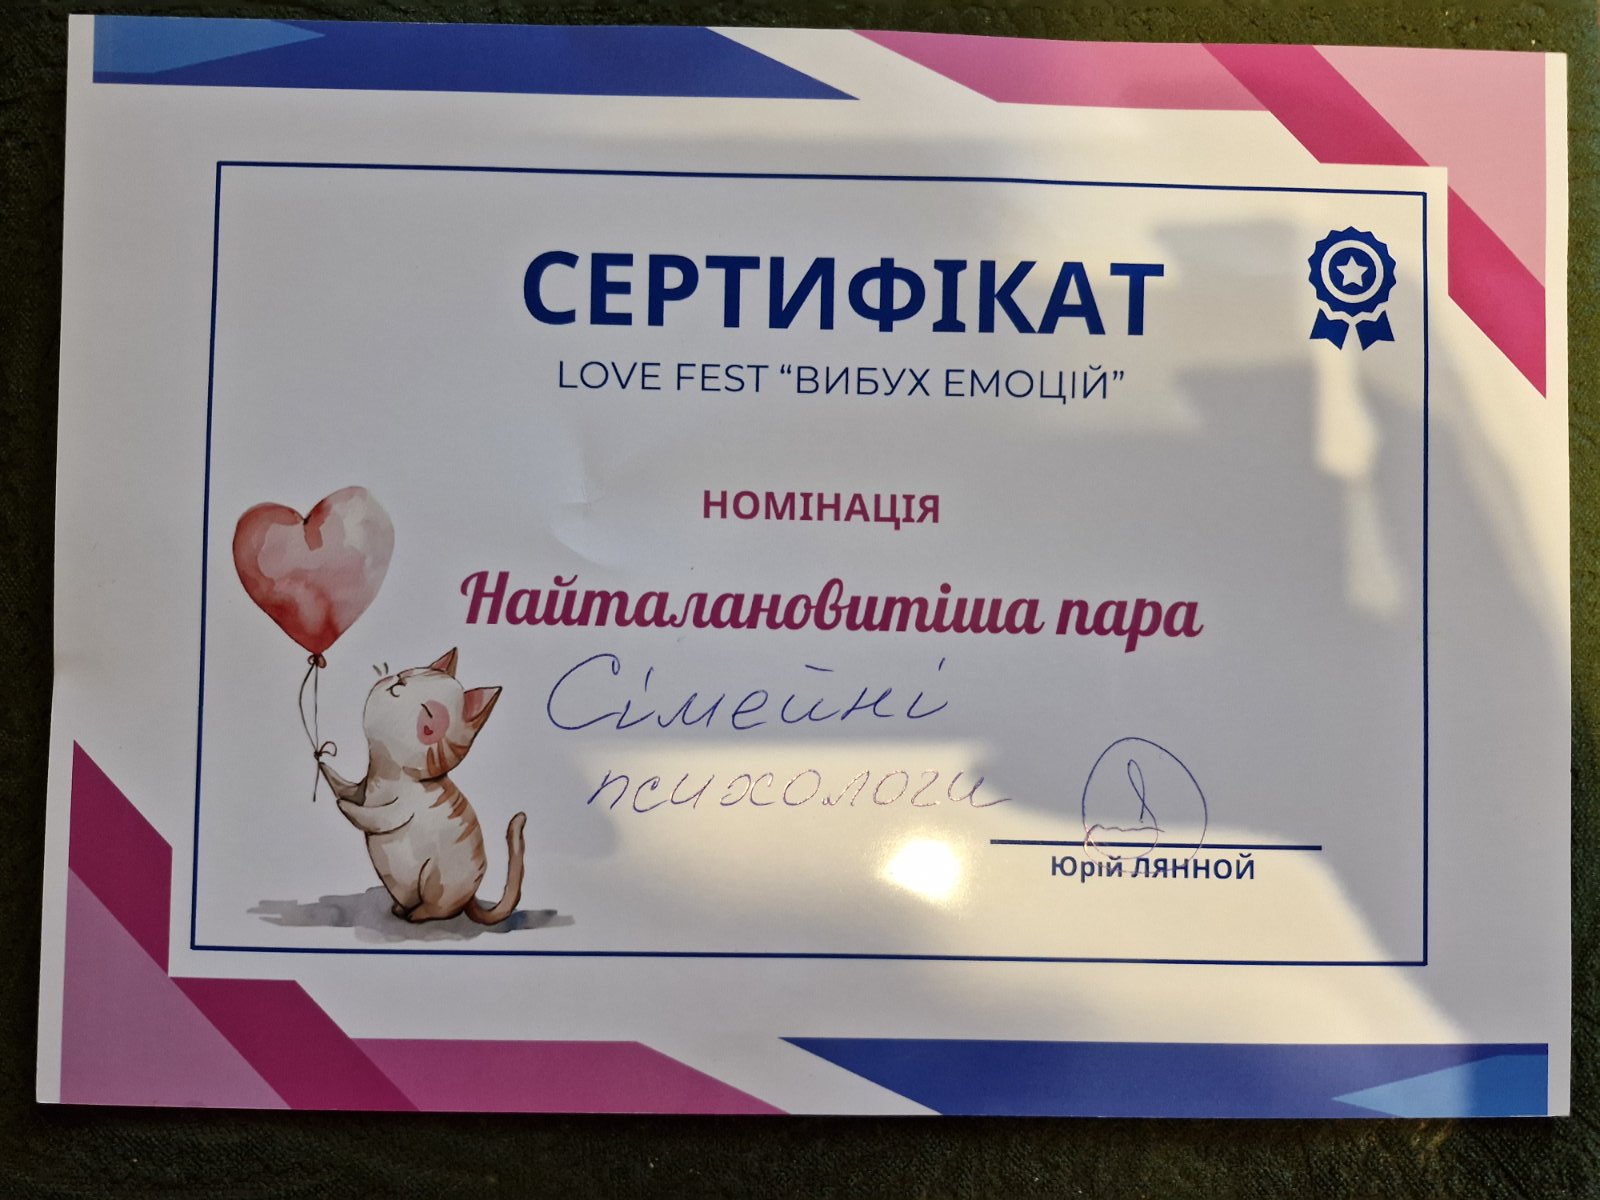 СЕРТИФІКАТ
LOVE FEST “ВИБУХ ЕМОЦІЙ”
НОМІНАЦІЯ
Найталановитіша пара
Сімейні
психологи
Юрій ЛЯННОЙ